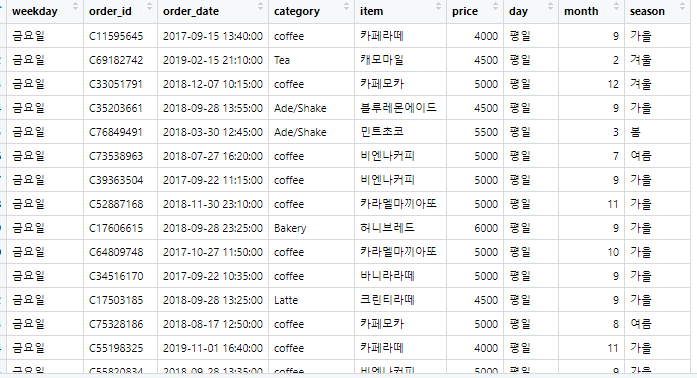 weekday order_id order_date category item price day month season
금요일 C11595645 2017-09-15 13:40:00 coffee 카페라떼 4000 평일 9 가을
금요일 C69182742 2019-02-15 21:10:00 Tea 캐모마일 4500 평일 2 겨울
금요일 C33051791 2018-12-07 10:15:00 coffee 카페모카 5000 평일 12 겨울
금요일 C35203661 2018-09-28 13:55:00 Ade/Shake 블루레몬에이드 4500 평일 9 가을
금요일 C76849491 2018-03-30 12:45:00 Ade/Shake 민트초코 5500 평일 3 봄
금요일 C73538963 2018-07-27 16:20:00 coffee 비엔나커피 5000 평일 7 여름
금요일 C39363504 2017-09-22 11:15:00 coffee 비엔나커피 5000 평일 9 가을
금요일 C52887168 2018-11-30 23:10:00 coffee 카라멜마끼아또 5000 평일 11 가을
금요일 C17606615 2018-09-28 23:25:00 Bakery 허니브레드 6000 평일 9 가을
금요일 C64809748 2017-10-27 11:50:00 coffee 카라멜마끼아또 5000 평일 10 가을
금요일 C34516170 2017-09-22 10:35:00 coffee 바니라라떼 5000 평일 9 가을
금요일 C17503185 2018-09-28 13:25:00 Latte 크린티라떼 4500 평일 9 가을
금요일 C75328186 2018-08-17 12:50:00 coffee 카페모카 5000 평일 8 여름
금요일 C55198325 2019-11-01 16:40:00 coffee 카페라떼 4000 평일 11 가을
금요일 C55820834 2018-09-28 13:35:00 coffee 비엔나커피 5000 평일 9 가을